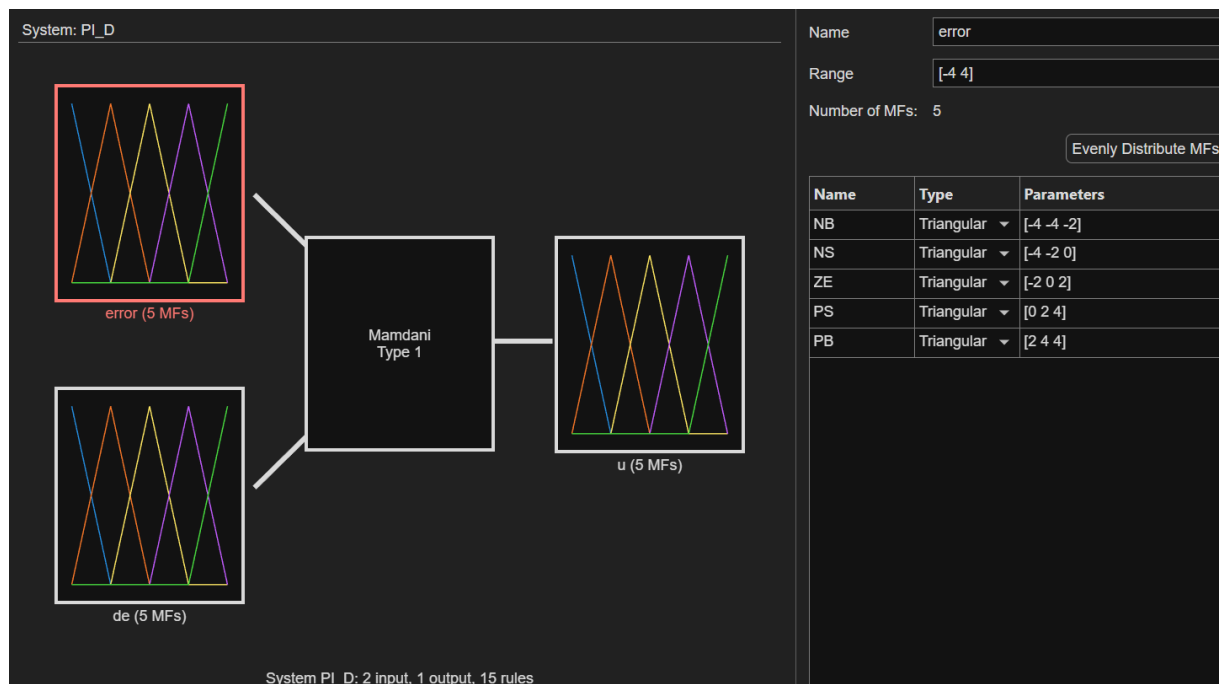 System: PI_D
error (5 MFs)
Mamdani
Type 1
u (5 MFs)
de (5 MFs)
System PI_D: 2 input, 1 output, 15 rules
Name error
Range [-4 4]
Number of MFs: 5
Evenly Distribute MFs
Name Type Parameters
NB Triangular [-4 -4 -2]
NS Triangular [-4 -2 0]
ZE Triangular [-2 0 2]
PS Triangular [0 2 4]
PB Triangular [2 4 4]